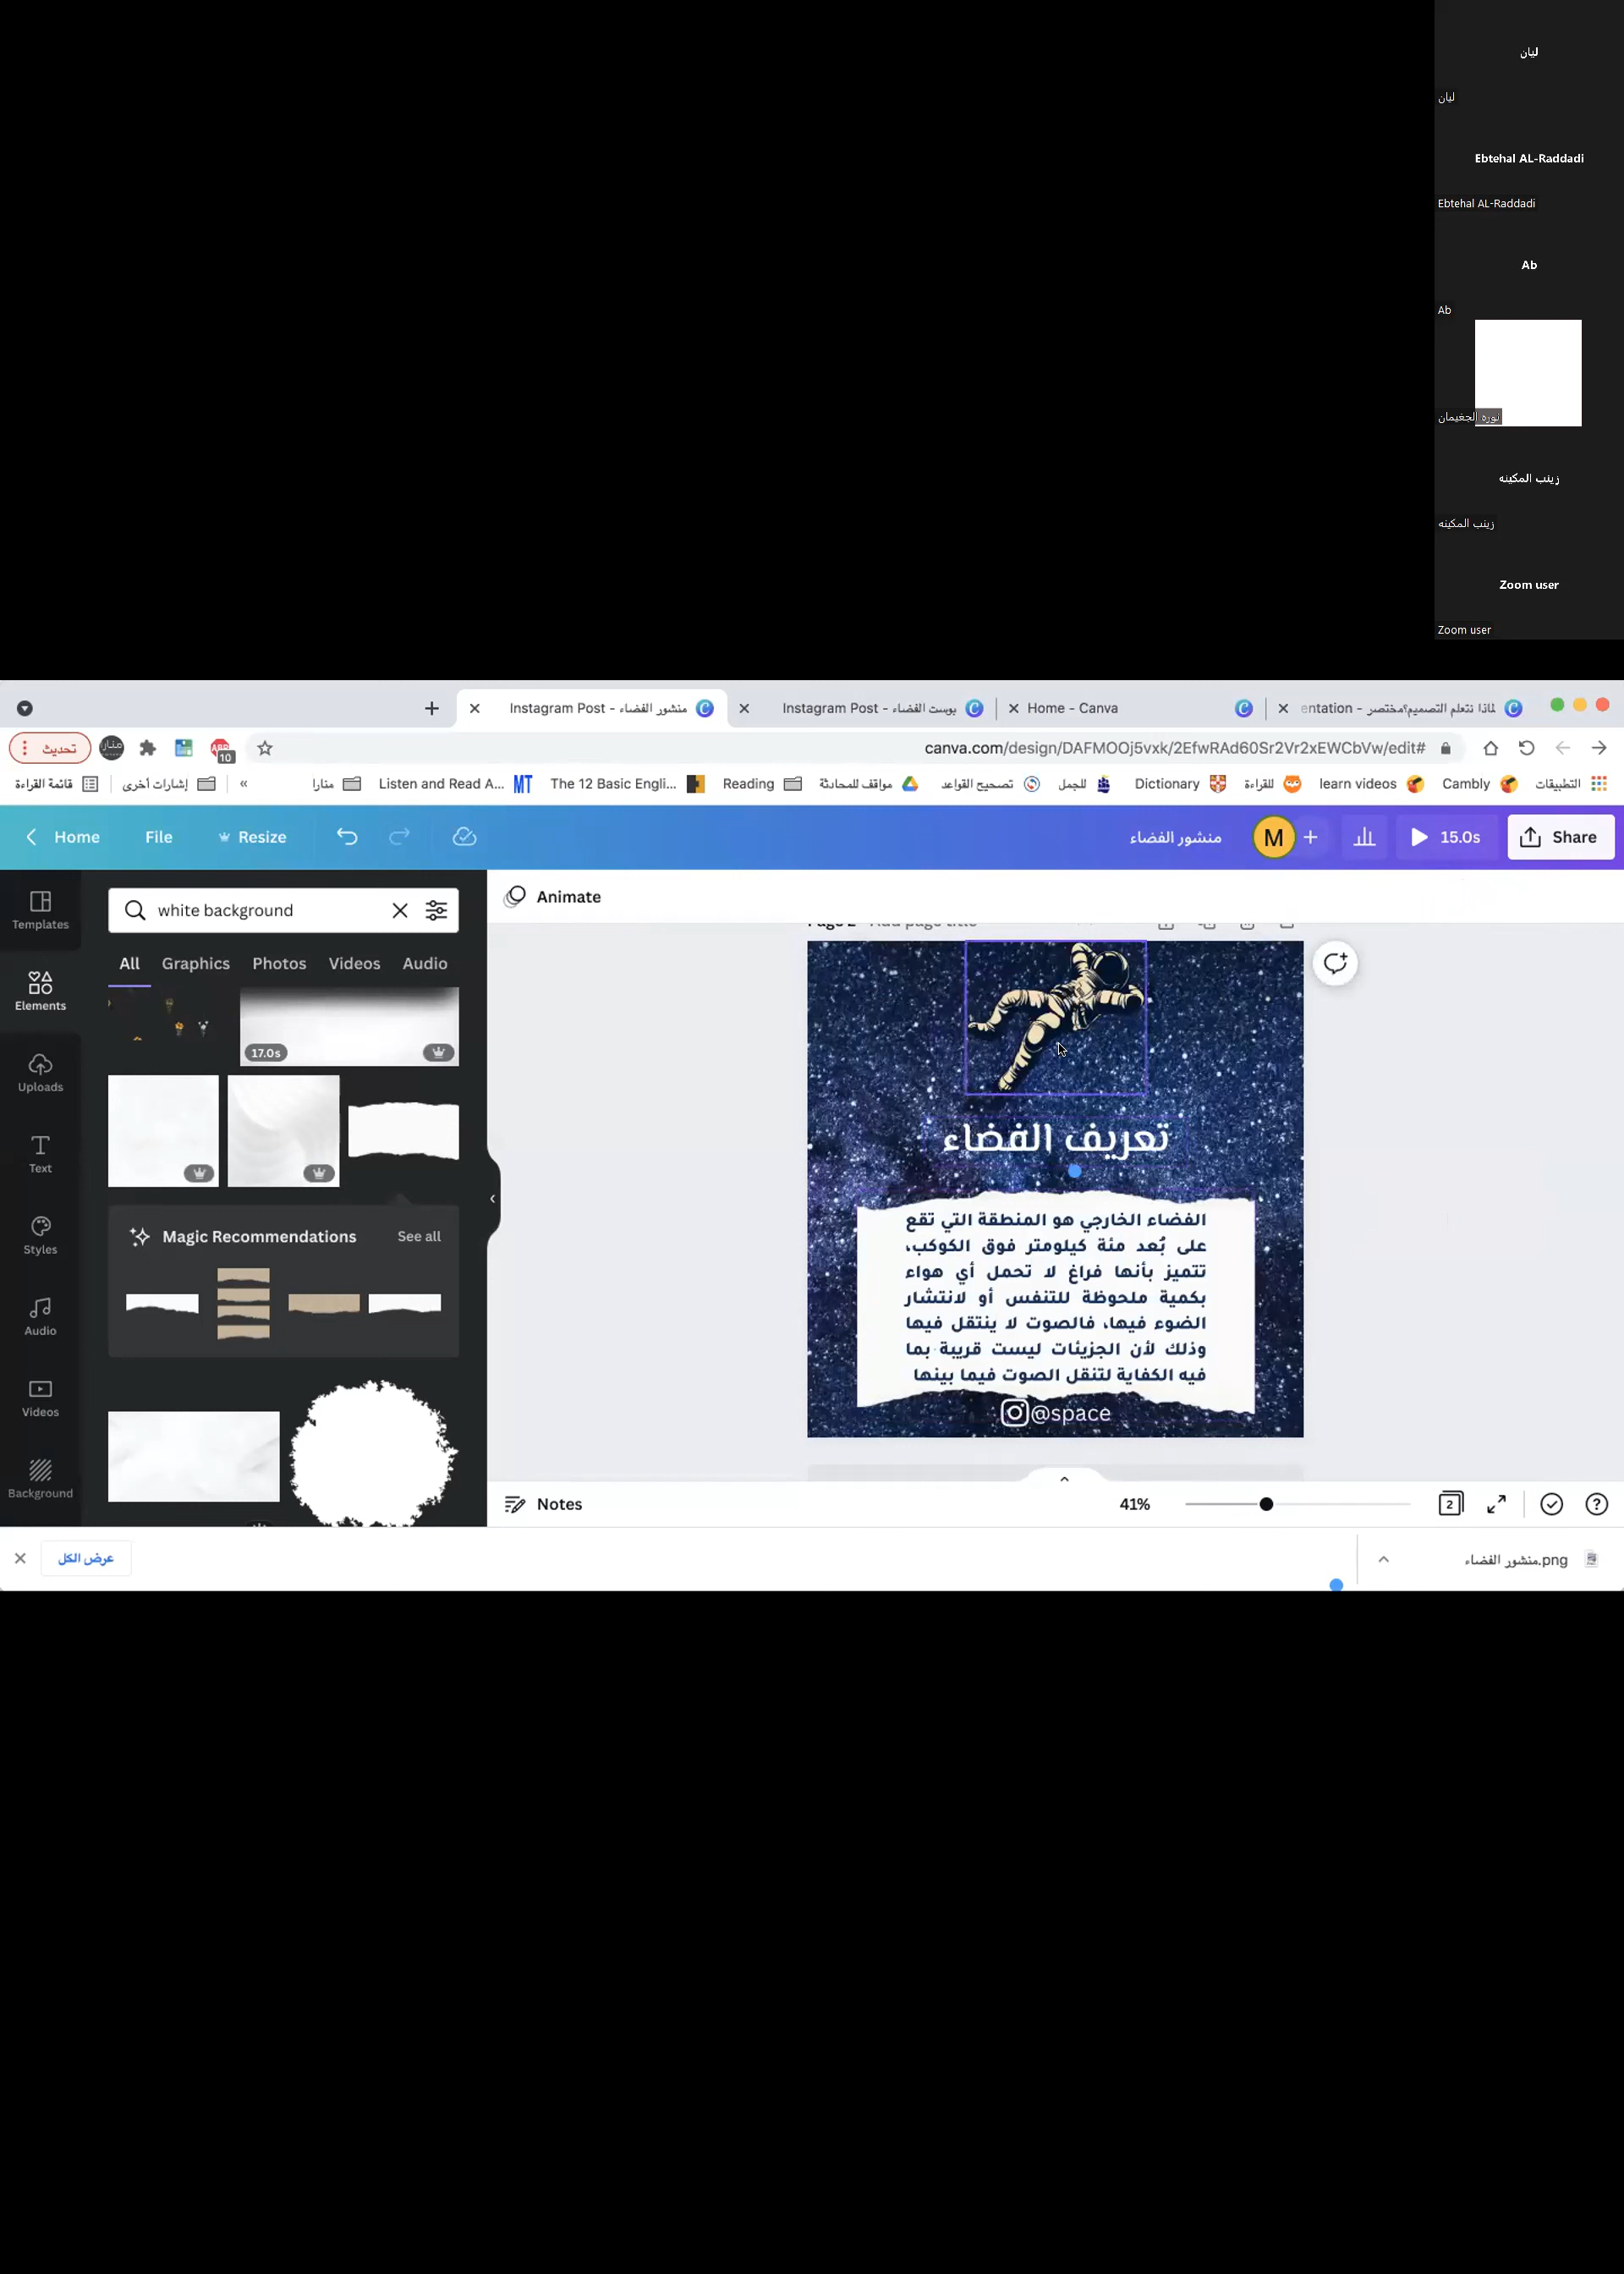 ليان
ليان
Ebtehal AL-Raddadi
Ebtehal AL-Raddadi
Ab
Ab
نوره الجغيمان
زينب المكينه
زينب المكينه
Zoom user
Zoom user
Instagram Post - منشور الفضاء
Instagram Post - بوست الفضاء
Home - Canva
لماذا نتعلم التصميم؟مختصر - entation
تحديث
منار
ABP
10
canva.com/design/DAFMOOj5vxk/2EfwRAd60Sr2Vr2xEWCbVw/edit#
قائمة القراءة
إشارات أخرى
»
منارا
Listen and Read A...
MT
The 12 Basic Engli...
Reading
مواقف للمحادثة
تصحيح القواعد
للجمل
Dictionary
للقراءة
learn videos
Cambly
التطبيقات
Home
File
Resize
منشور الفضاء
M
15.0s
Share
Templates
Elements
Uploads
Text
Styles
Audio
Videos
Background
white background
All
Graphics
Photos
Videos
Audio
17.0s
Magic Recommendations
See all
Animate
Page 2 - Add page title
تعريف الفضاء
الفضاء الخارجي هو المنطقة التي تقع
على بُعد مئة كيلومتر فوق الكوكب،
تتميز بأنها فراغ لا تحمل أي هواء
بكمية ملحوظة للتنفس أو لانتشار
الضوء فيها، فالصوت لا ينتقل فيها
وذلك لأن الجزيئات ليست قريبة بما
فيه الكفاية لتنقل الصوت فيما بينها
@space
Notes
41%
2
?
عرض الكل
منشور الفضاء.png